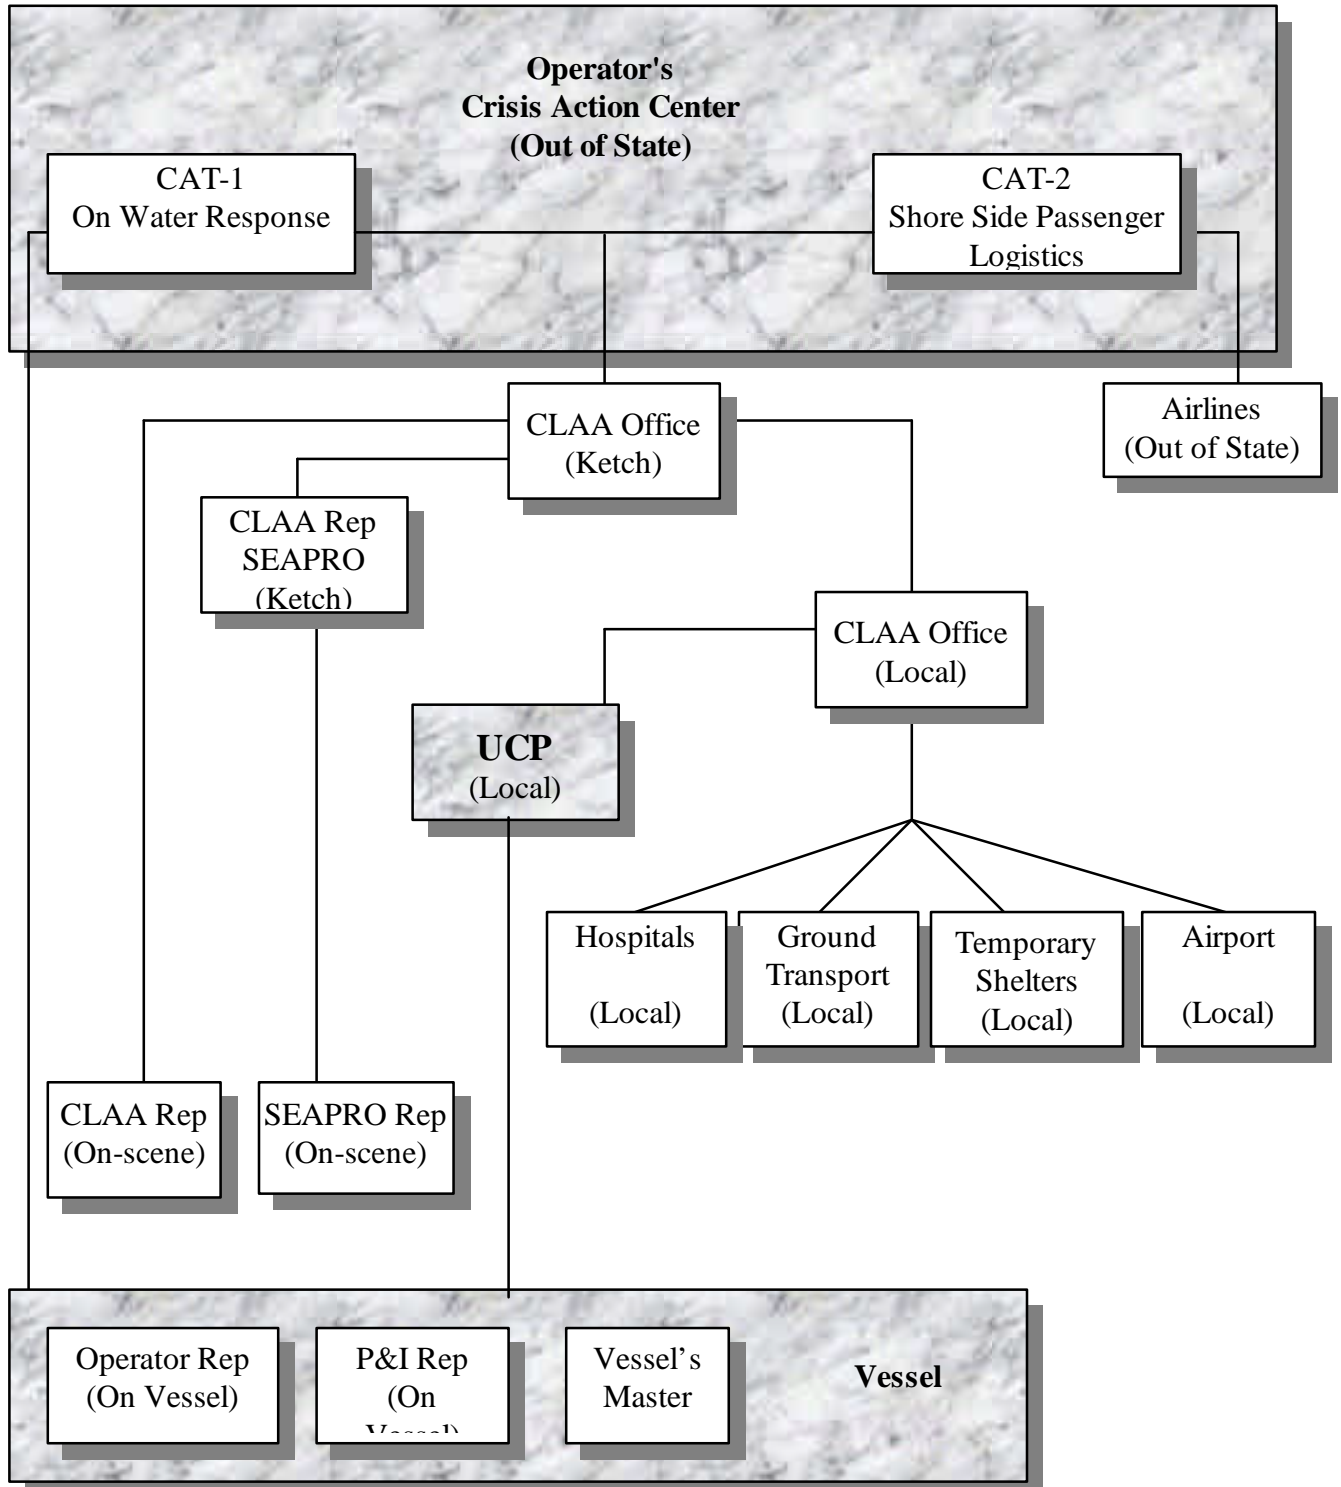 Operator's
Crisis Action Center
(Out of State)
CAT-1
On Water Response
CAT-2
Shore Side Passenger
Logistics
CLAA Office
(Ketch)
Airlines
(Out of State)
CLAA Rep
SEAPRO
(Ketch)
CLAA Office
(Local)
UCP
(Local)
Hospitals
(Local)
Ground
Transport
(Local)
Temporary
Shelters
(Local)
Airport
(Local)
CLAA Rep
(On-scene)
SEAPRO Rep
(On-scene)
Operator Rep
(On Vessel)
P&I Rep
(On
Vessel)
Vessel’s
Master
Vessel